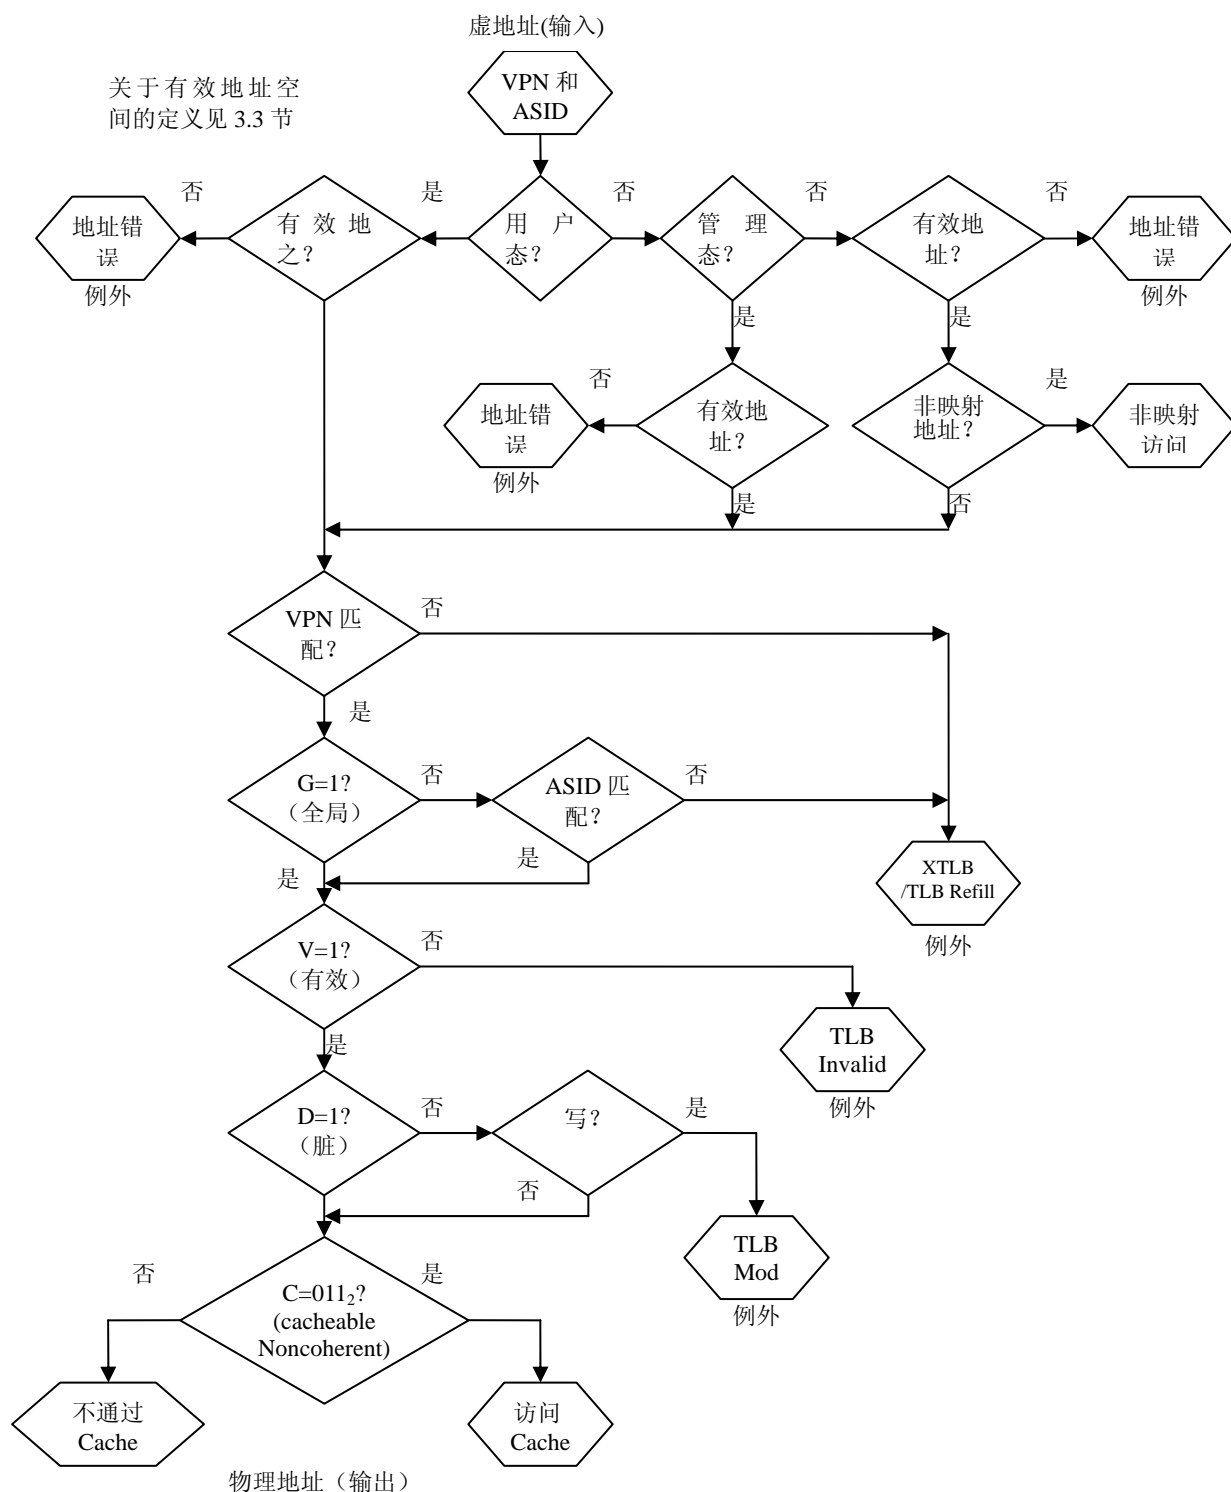 虚地址(输入)
VPN 和
ASID
关于有效地址空
间的定义见 3.3 节
否
是
否
否
否
地址错
误
例外
有效地
之？
用户
态？
管理
态？
有效地
址？
地址错
误
例外
是
是
否
是
地址错
误
例外
有效地
址？
非映射
地址？
非映射
访问
是
否
VPN 匹
配？
否
是
G=1?
（全局）
否
ASID 匹
配？
否
是
是
XTLB
/TLB Refill
例外
V=1?
（有效）
否
是
TLB
Invalid
例外
D=1?
（脏）
否
写？
是
否
TLB
Mod
例外
否
是
C=011₂?
(cacheable
Noncoherent)
不通过
Cache
访问
Cache
物理地址（输出）